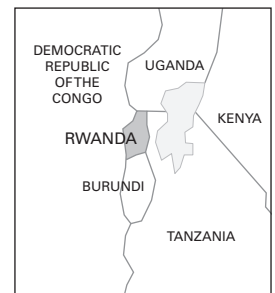 DEMOCRATIC
REPUBLIC
OF THE
CONGO
UGANDA
KENYA
RWANDA
BURUNDI
TANZANIA